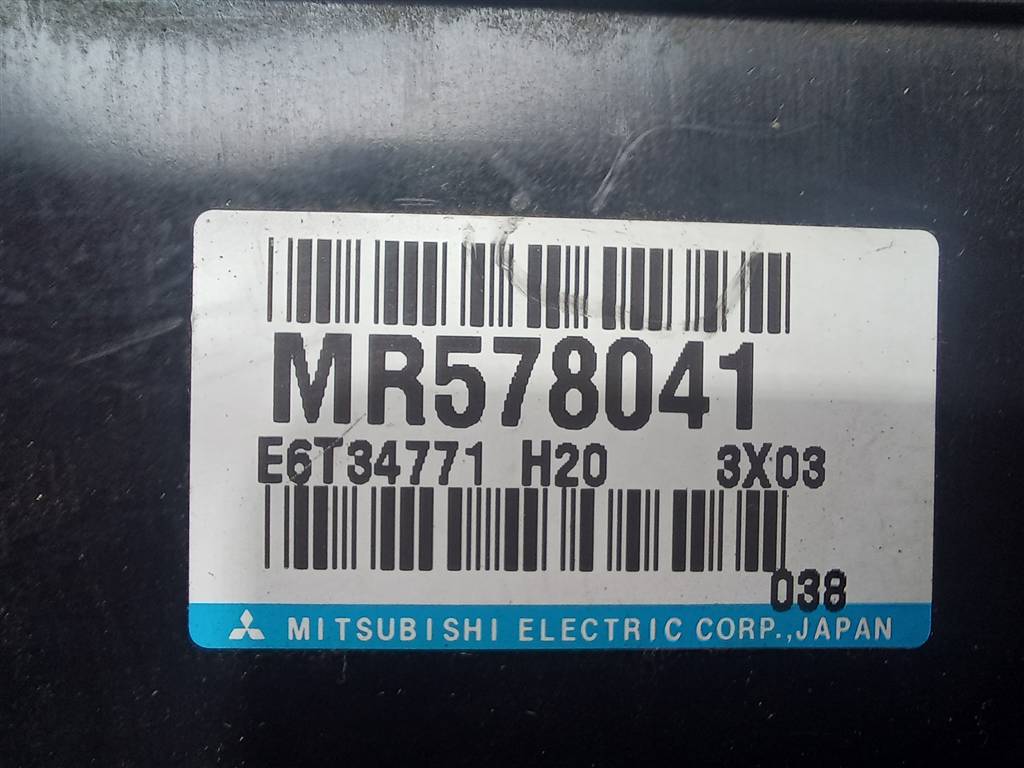 MR578041
E6T34771 H20 3X03
038
MITSUBISHI ELECTRIC CORP.,JAPAN